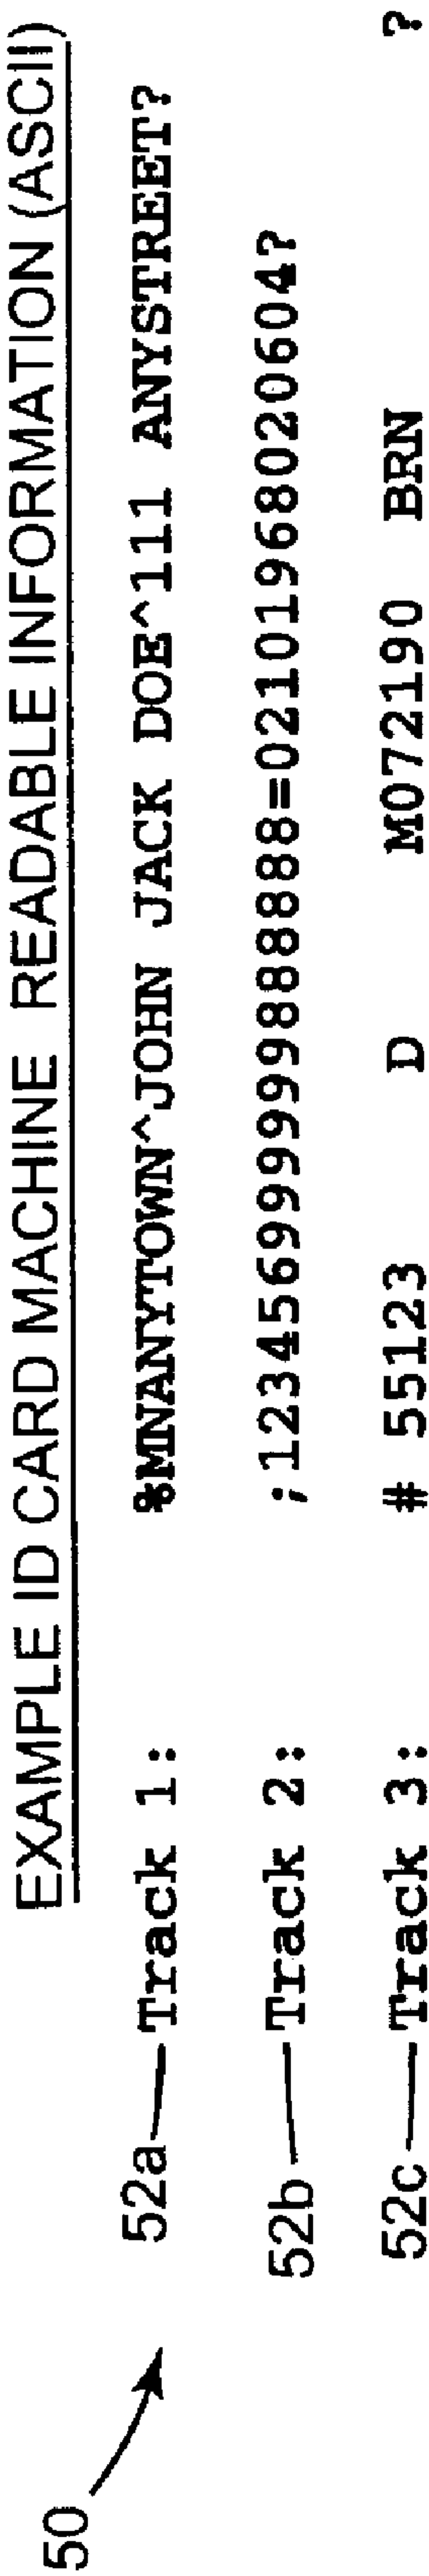 EXAMPLE ID CARD MACHINE READABLE INFORMATION (ASCII)
50
52a Track 1: %MNANYTOWN^JOHN JACK DOE^111 ANYSTREET?
52b Track 2: ;123456999999888888=02101968020604?
52c Track 3: # 55123 D M072190 BRN ?